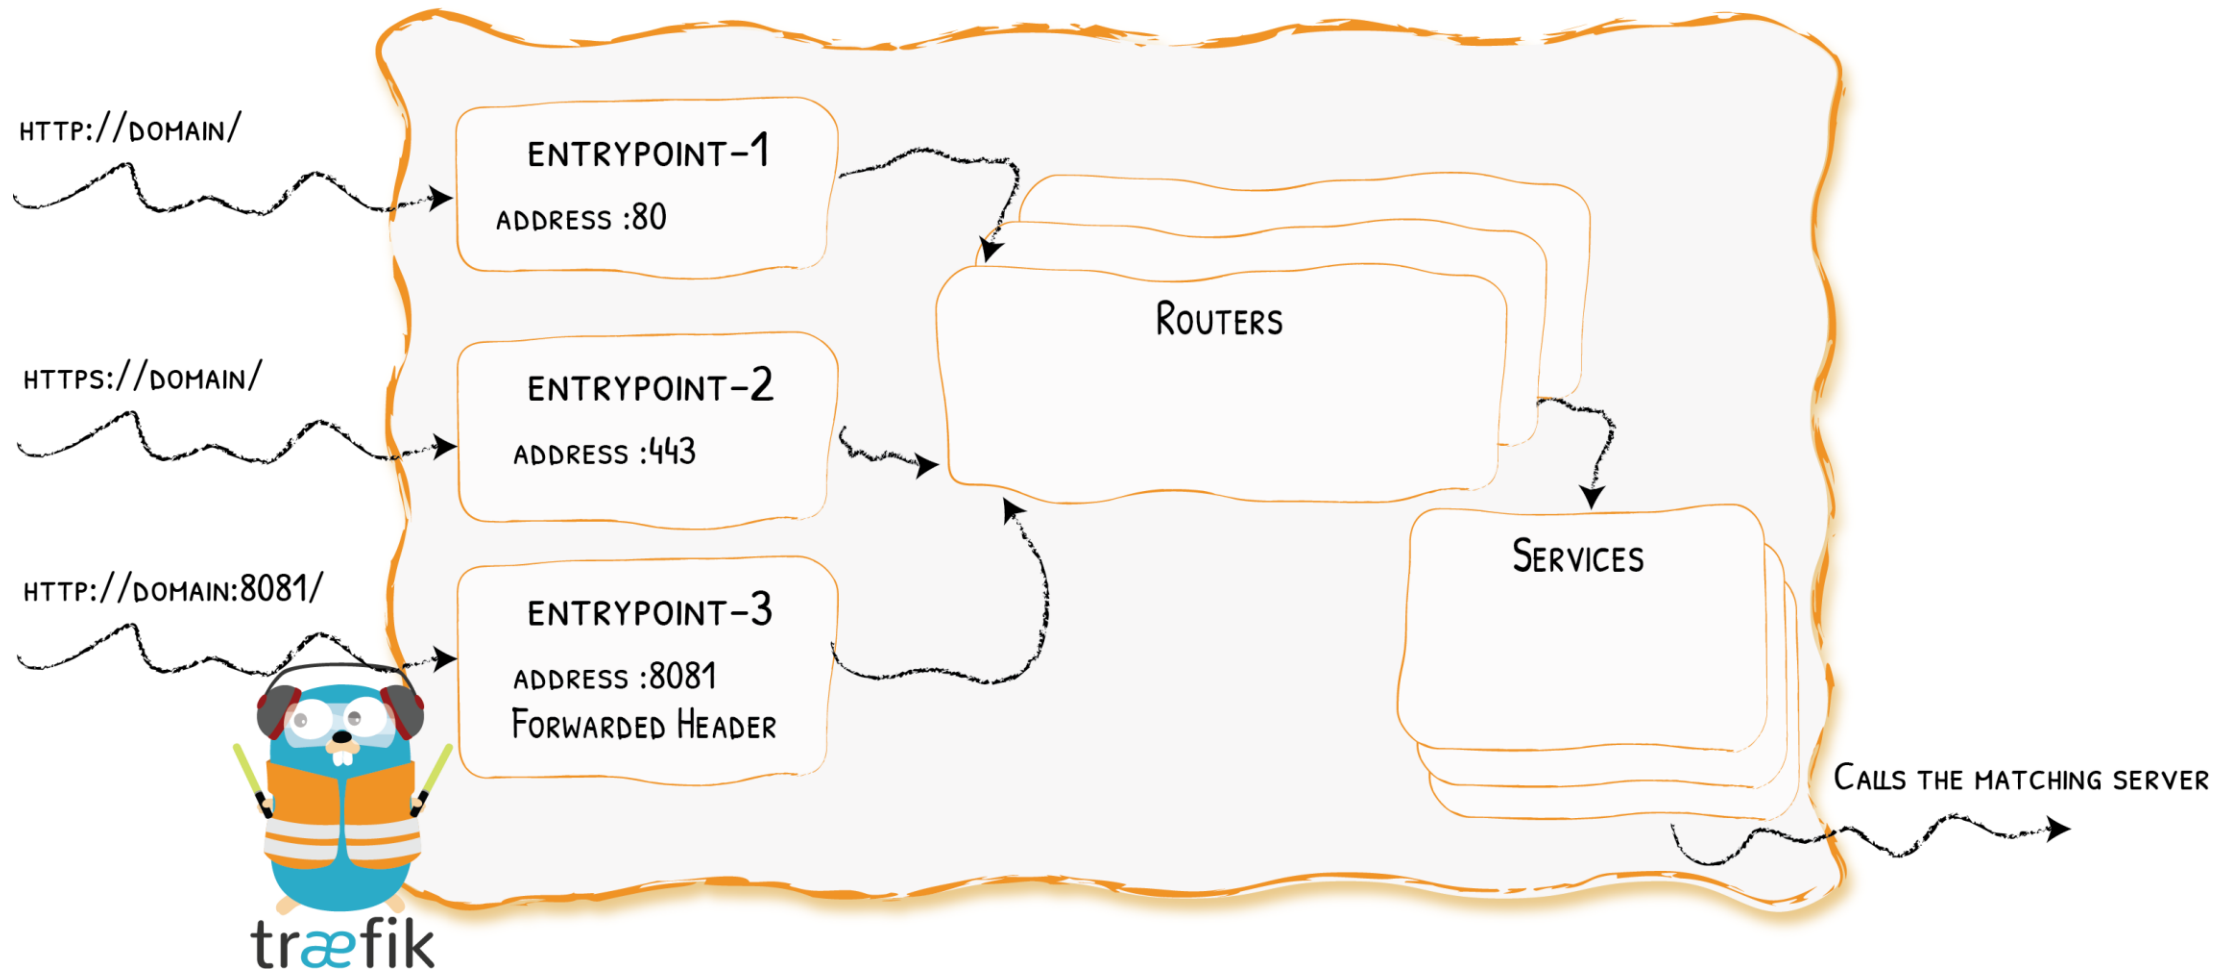 http://domain/
entrypoint-1
address :80
https://domain/
entrypoint-2
address :443
http://domain:8081/
entrypoint-3
address :8081
Forwarded Header
Routers
Services
Calls the matching server
træfik